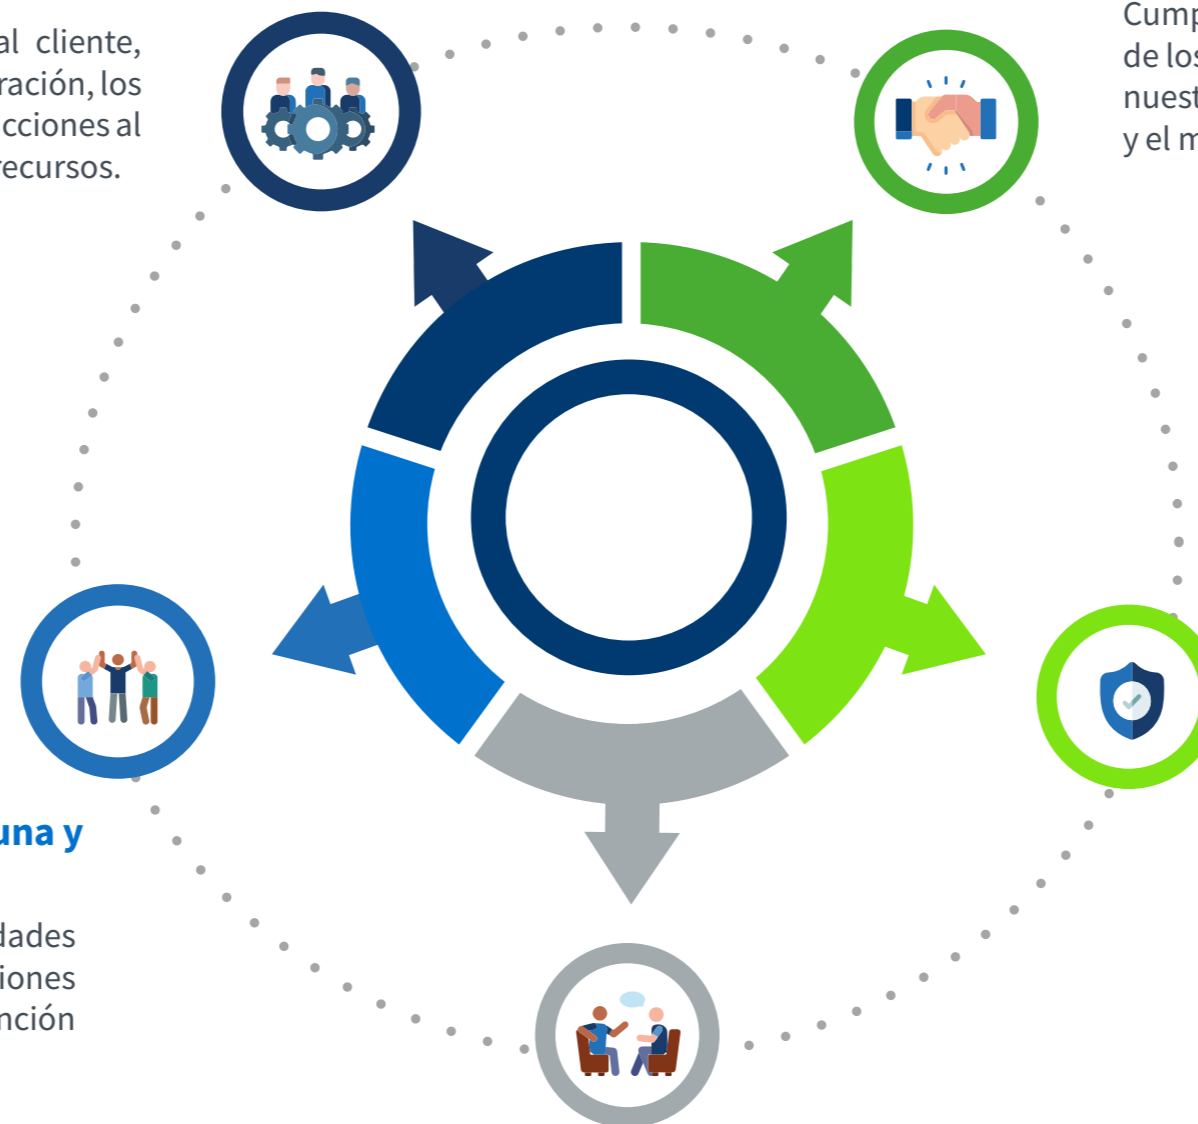 al cliente,
ración, los
cciones al
recursos.
Cump
de los
nuest
y el m
una y
dades
iones
nción